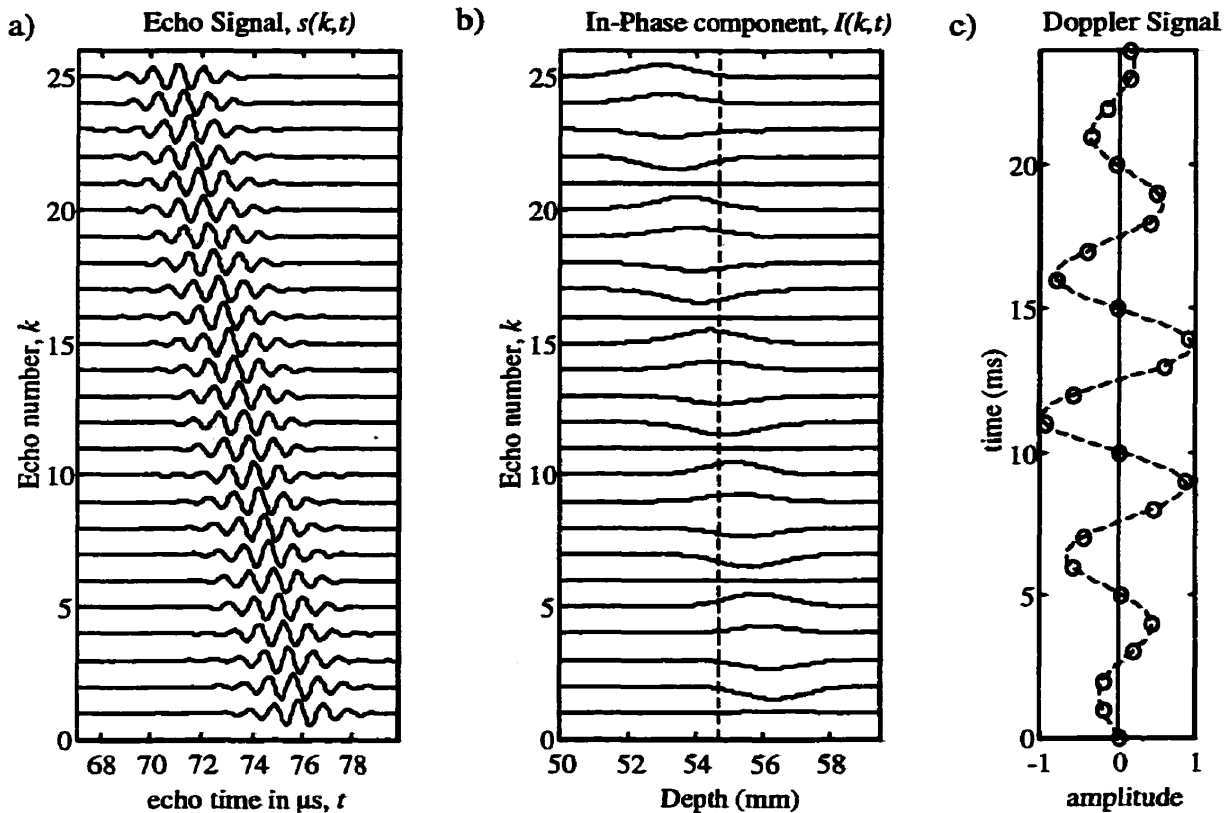 a)
Echo Signal, s(k,t)
Echo number, k
25
20
15
10
5
0
68 70 72 74 76 78
echo time in μs, t
b)
In-Phase component, I(k,t)
Echo number, k
25
20
15
10
5
0
50 52 54 56 58
Depth (mm)
c)
Doppler Signal
time (ms)
20
15
10
5
0
-1 0 1
amplitude